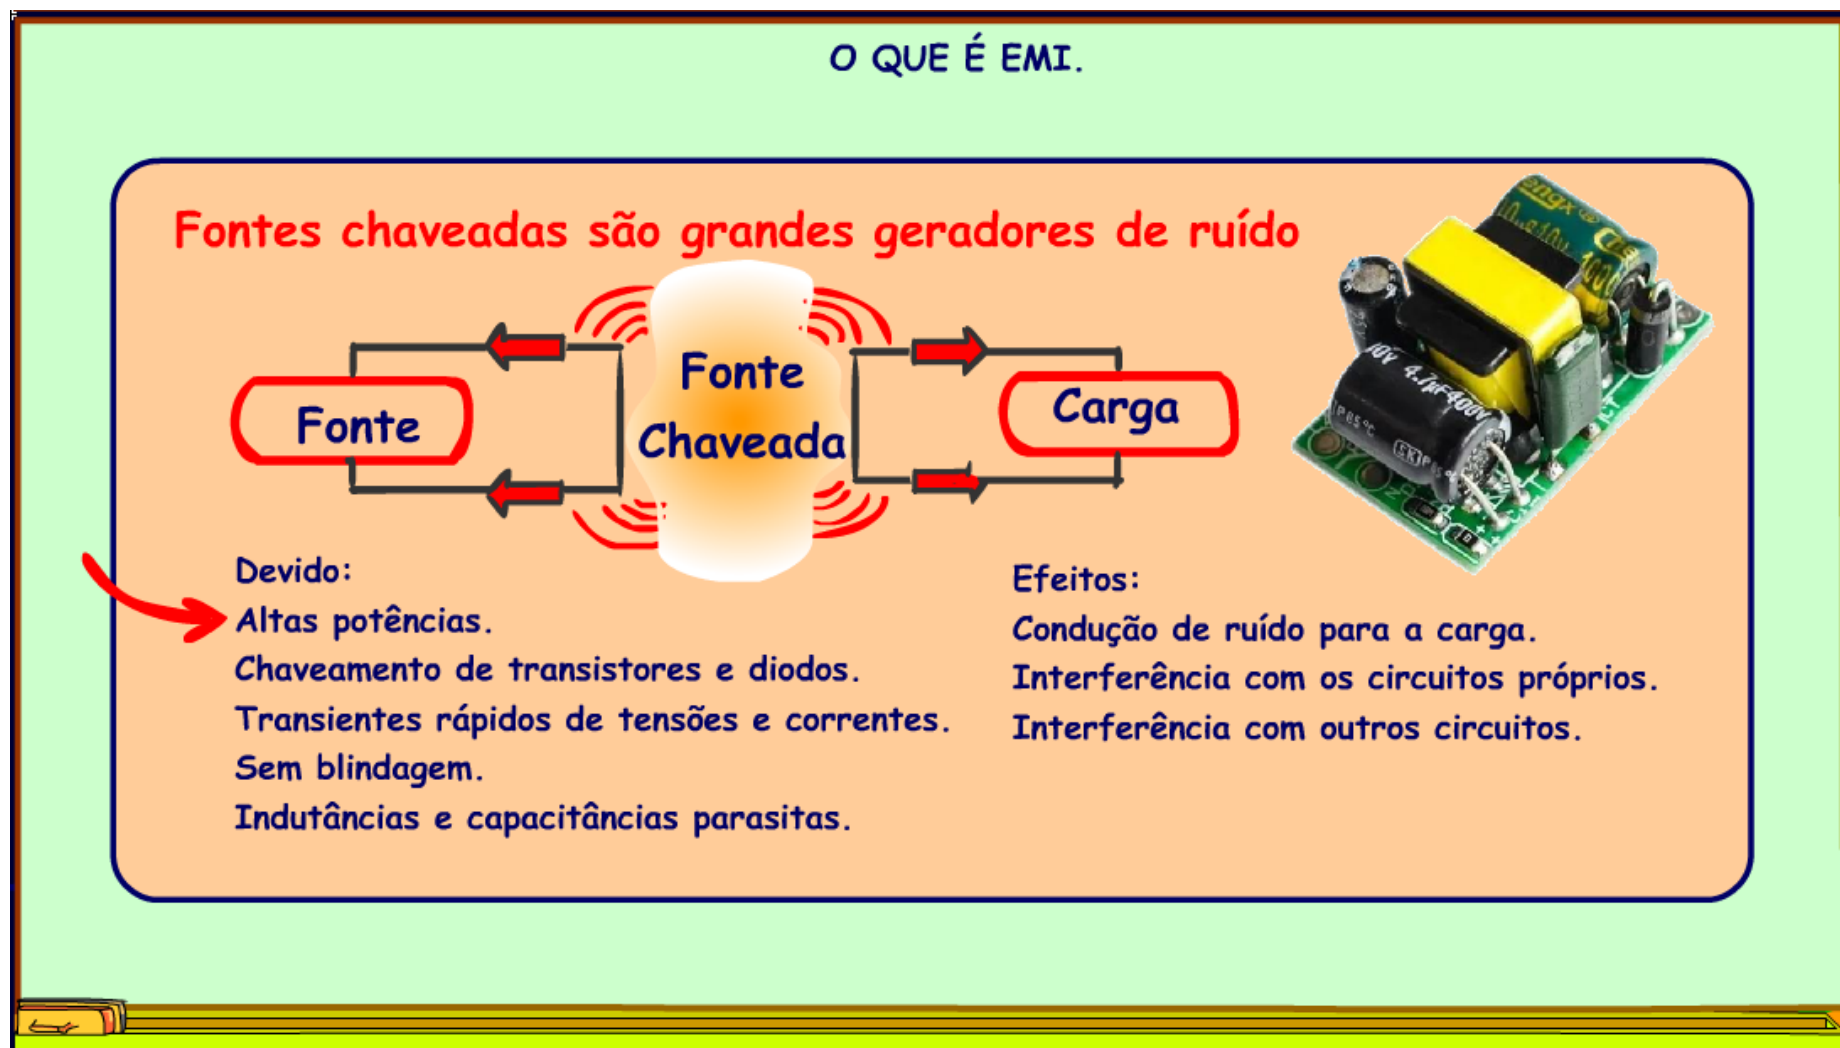 O QUE É EMI.
Fontes chaveadas são grandes geradores de ruído
Fonte
Fonte
Chaveada
Carga
Devido:
Altas potências.
Chaveamento de transistores e diodos.
Transientes rápidos de tensões e correntes.
Sem blindagem.
Indutâncias e capacitâncias parasitas.
Efeitos:
Condução de ruído para a carga.
Interferência com os circuitos próprios.
Interferência com outros circuitos.
4.7µF400V